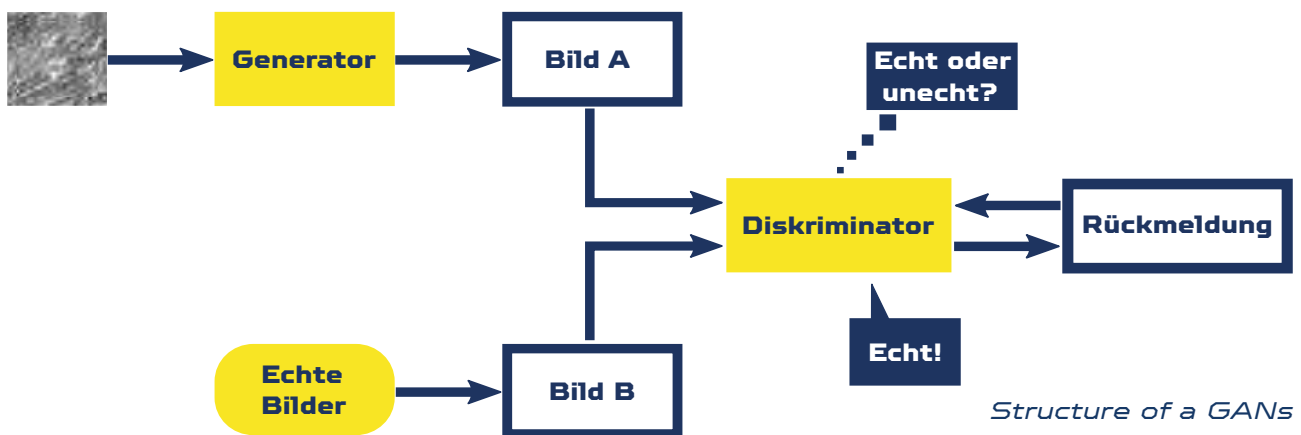 Generator
Bild A
Echt oder
unecht?
Diskriminator
Rückmeldung
Echt!
Echte
Bilder
Bild B
Structure of a GANs